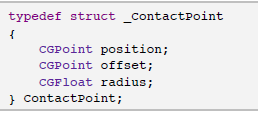 typedef struct _ContactPoint
{
    CGPoint position;
    CGPoint offset;
    CGFloat radius;
} ContactPoint;